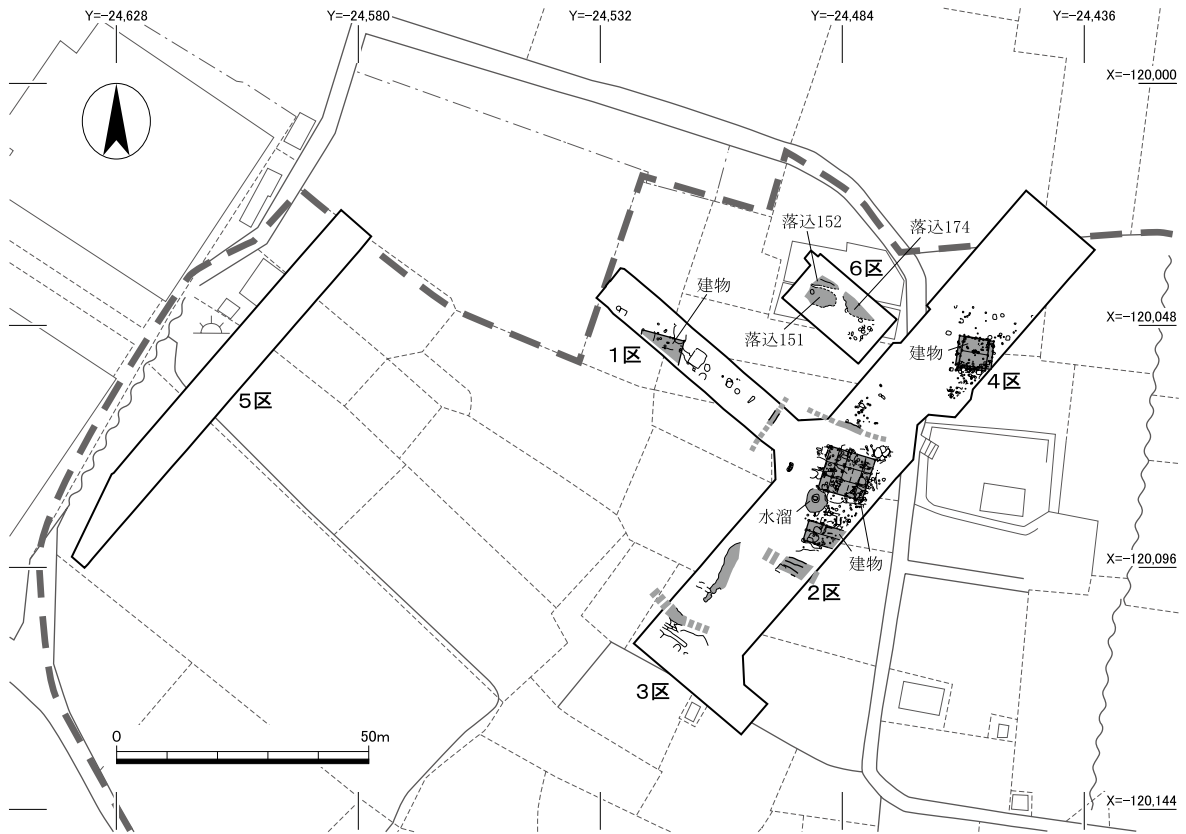 Y=-24,628
Y=-24,580
Y=-24,532
Y=-24,484
Y=-24,436
X=-120,000
落込152
落込174
6区
建物
X=-120,048
落込151
1区
建物
4区
5区
水溜
建物
X=-120,096
2区
3区
0
50m
X=-120,144